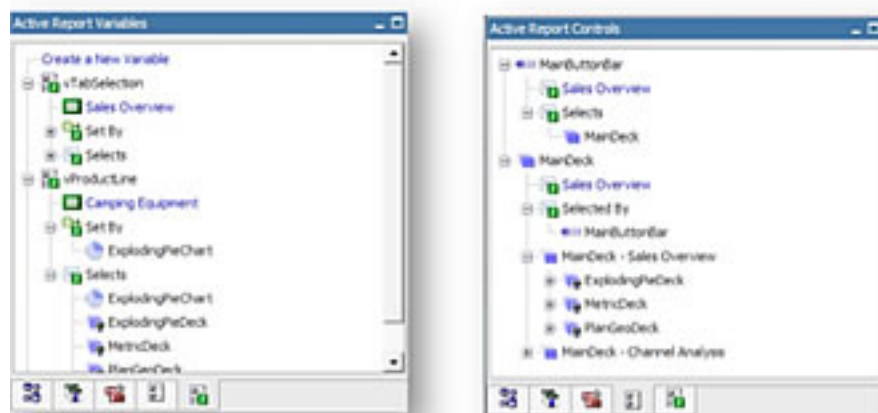 Active Report Variables
Create a New Variable
vTabSelection
Sales Overview
Set By
Selects
vProductLine
Camping Equipment
Set By
ExplodingPieChart
Selects
ExplodingPieChart
ExplodingPieDeck
MetricDeck
PlanGeoDeck
Active Report Controls
MainButtonBar
Sales Overview
Selects
MainDeck
MainDeck
Sales Overview
Selected By
MainButtonBar
MainDeck - Sales Overview
ExplodingPieDeck
MetricDeck
PlanGeoDeck
MainDeck - Channel Analysis